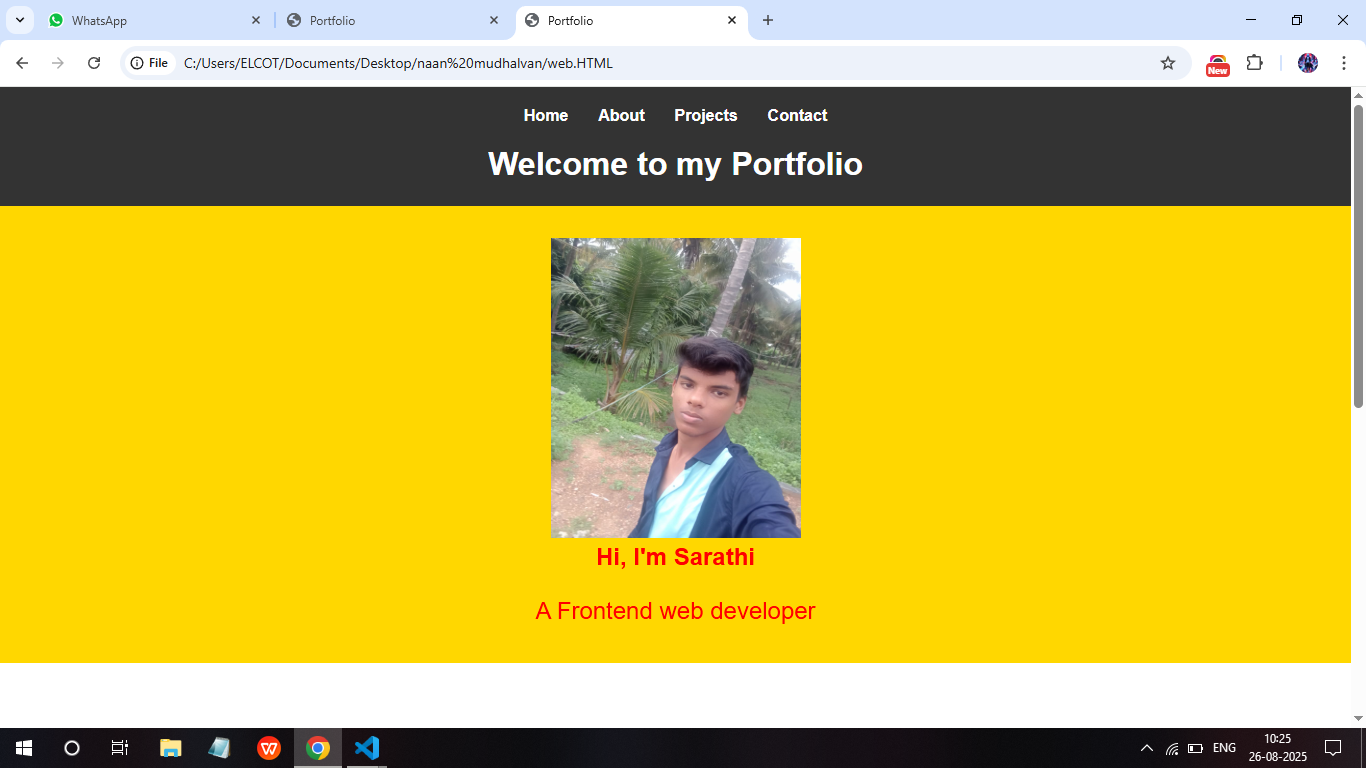 WhatsApp
Portfolio
Portfolio
File
C:/Users/ELCOT/Documents/Desktop/naan%20mudhalvan/web.HTML
New
Home About Projects Contact
Welcome to my Portfolio
Hi, I'm Sarathi
A Frontend web developer
W
ENG
10:25
26-08-2025